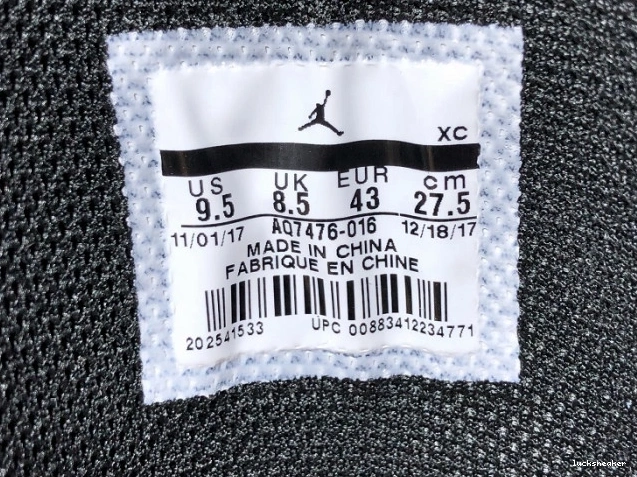 XC
US UK EUR cm
9.5 8.5 43 27.5
11/01/17 AQ7476-016 12/18/17
MADE IN CHINA
FABRIQUE EN CHINE
202541533 UPC 00883412234771
lucksneaker